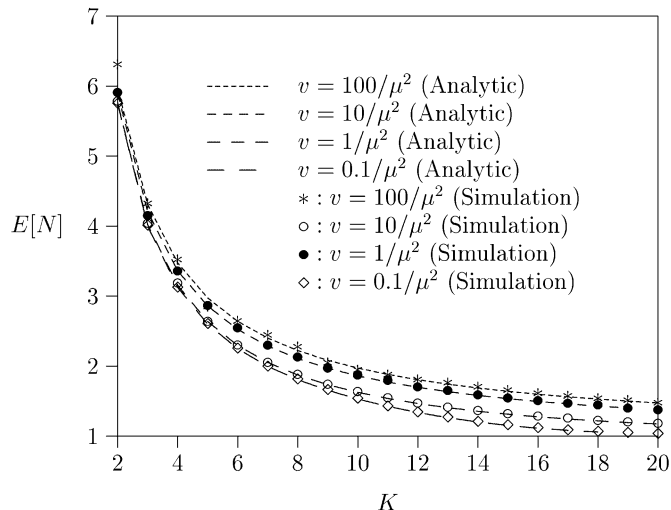 7
6
5
4
3
2
1
E[N]
v = 100/μ² (Analytic)
v = 10/μ² (Analytic)
v = 1/μ² (Analytic)
v = 0.1/μ² (Analytic)
* : v = 100/μ² (Simulation)
○ : v = 10/μ² (Simulation)
● : v = 1/μ² (Simulation)
◇ : v = 0.1/μ² (Simulation)
2 4 6 8 10 12 14 16 18 20
K